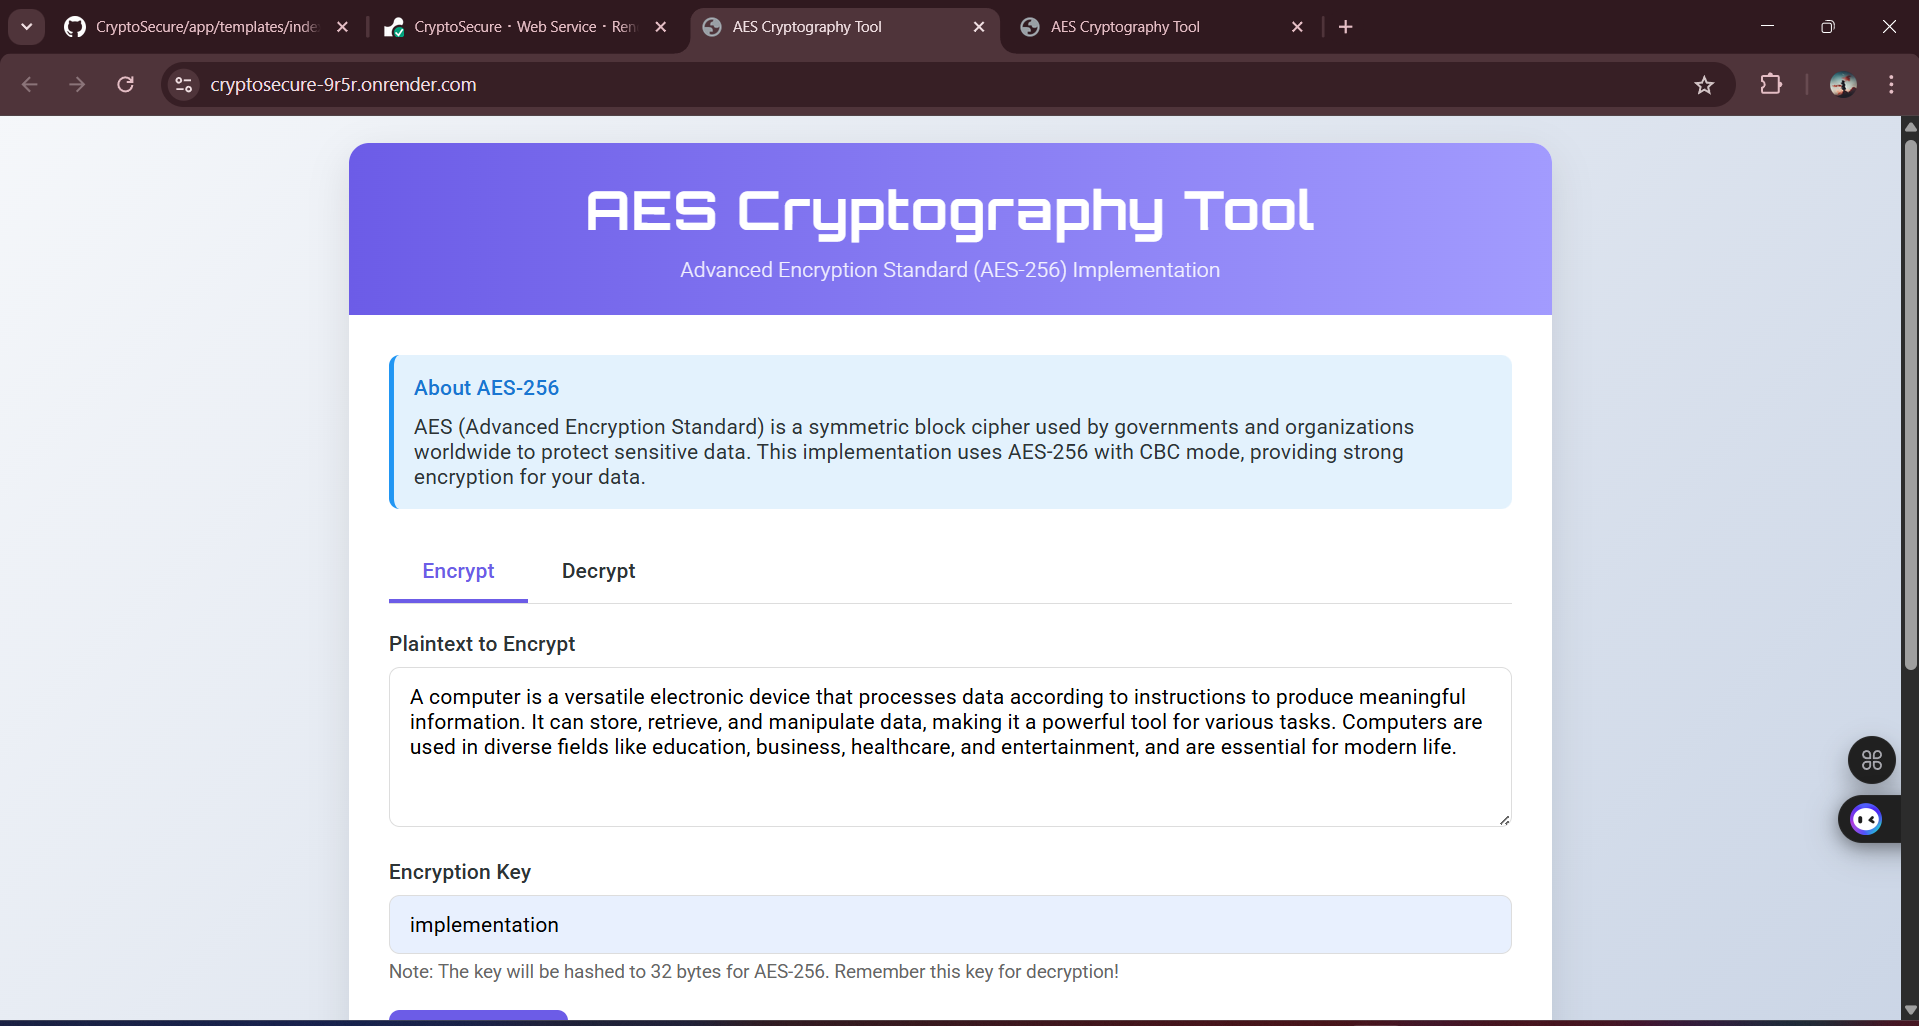 CryptoSecure/app/templates/inde
CryptoSecure · Web Service · Ren
AES Cryptography Tool
AES Cryptography Tool
cryptosecure-9r5r.onrender.com
AES Cryptography Tool
Advanced Encryption Standard (AES-256) Implementation
About AES-256
AES (Advanced Encryption Standard) is a symmetric block cipher used by governments and organizations
worldwide to protect sensitive data. This implementation uses AES-256 with CBC mode, providing strong
encryption for your data.
Encrypt
Decrypt
Plaintext to Encrypt
A computer is a versatile electronic device that processes data according to instructions to produce meaningful
information. It can store, retrieve, and manipulate data, making it a powerful tool for various tasks. Computers are
used in diverse fields like education, business, healthcare, and entertainment, and are essential for modern life.
Encryption Key
implementation
Note: The key will be hashed to 32 bytes for AES-256. Remember this key for decryption!